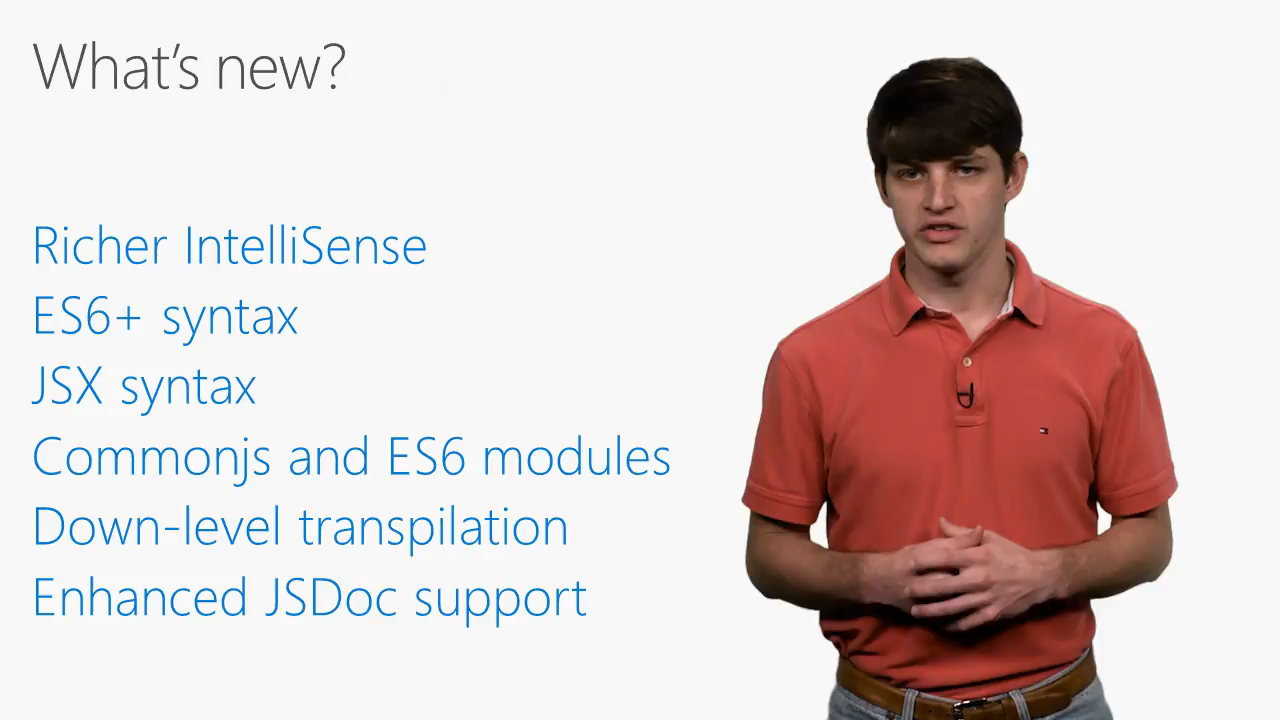 What's new?
Richer IntelliSense
ES6+ syntax
JSX syntax
Commonjs and ES6 modules
Down-level transpilation
Enhanced JSDoc support